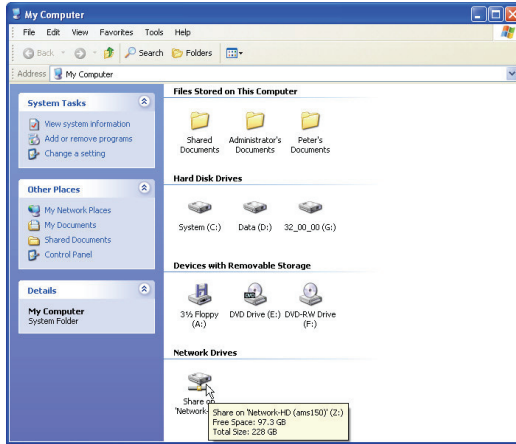 My Computer
File Edit View Favorites Tools Help
Back Search Folders
Address My Computer
System Tasks
View system information
Add or remove programs
Change a setting
Other Places
My Network Places
My Documents
Shared Documents
Control Panel
Details
My Computer
System Folder
Files Stored on This Computer
Shared Documents
Administrator's Documents
Peter's Documents
Hard Disk Drives
System (C:) Data (D:) 32_00_00 (G:)
Devices with Removable Storage
3½ Floppy (A:)
DVD Drive (E:)
DVD-RW Drive (F:)
Network Drives
Share on
'Network-
Share on 'Network-HD (ams150)' (Z:)
Free Space: 97.3 GB
Total Size: 228 GB